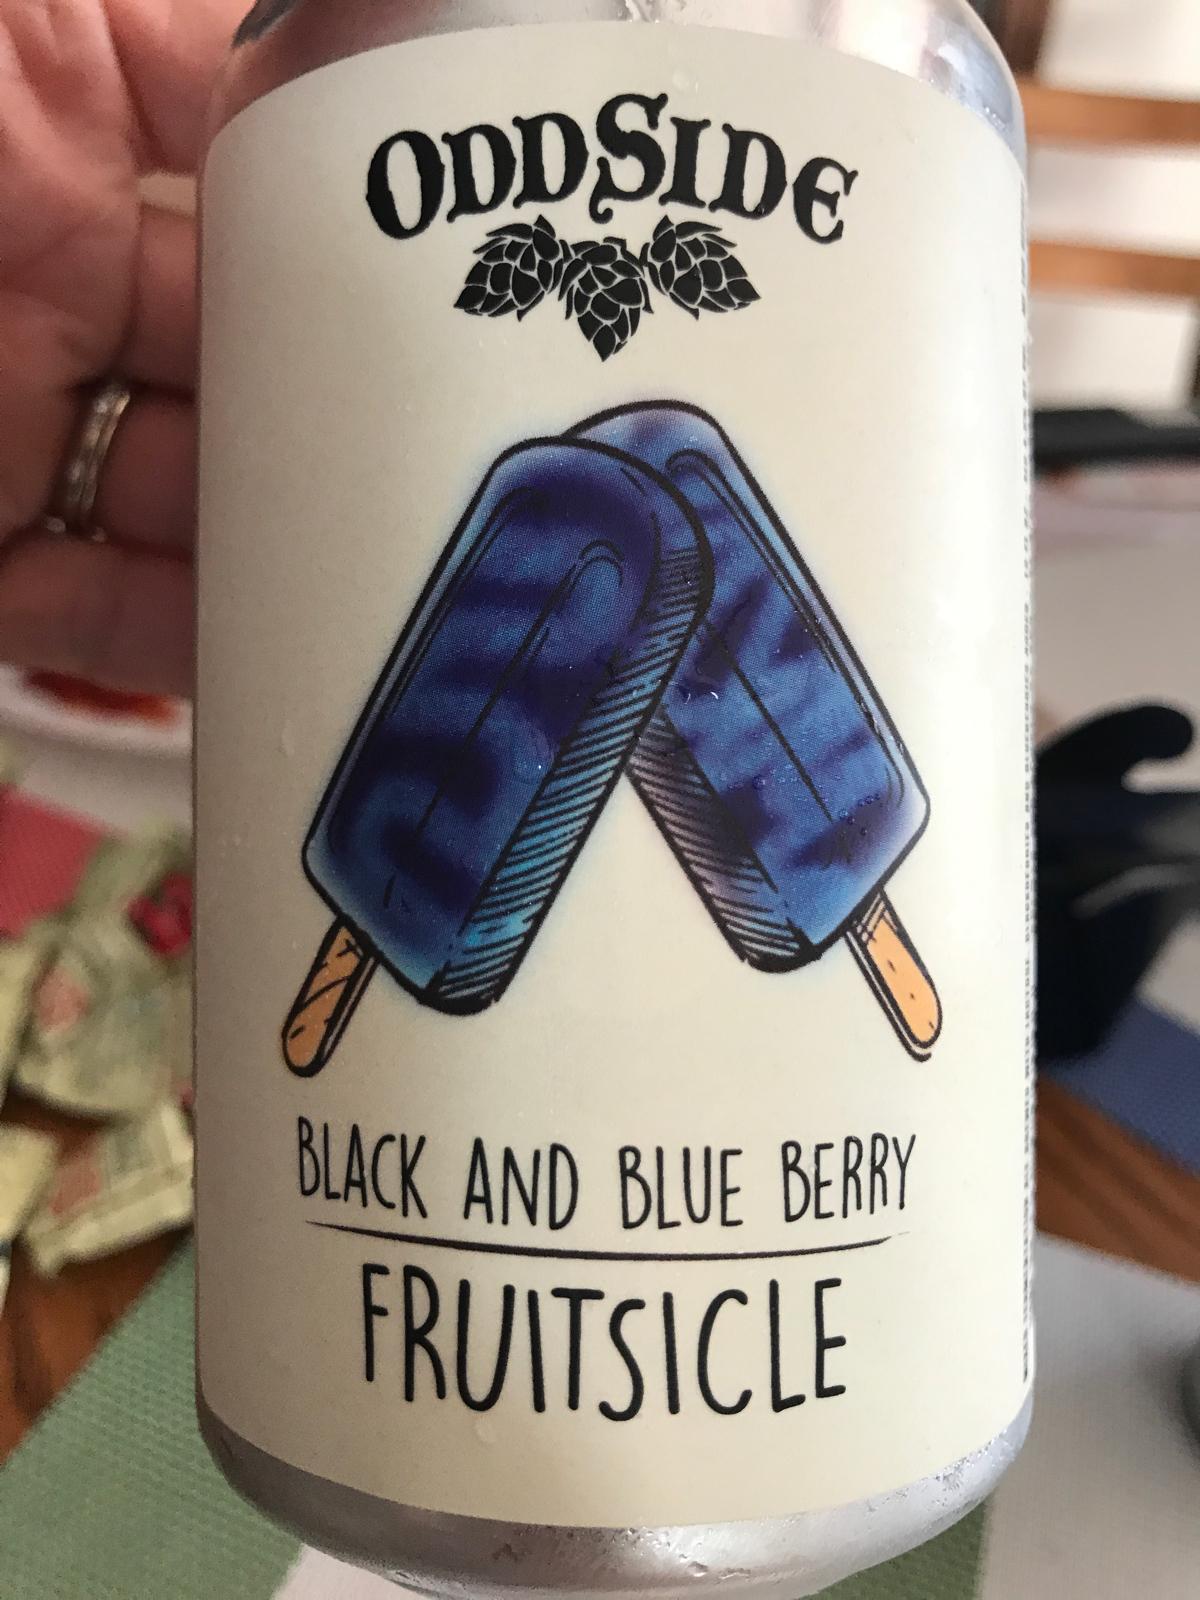 ODDSIDE
BLACK AND BLUE BERRY
FRUITSICLE